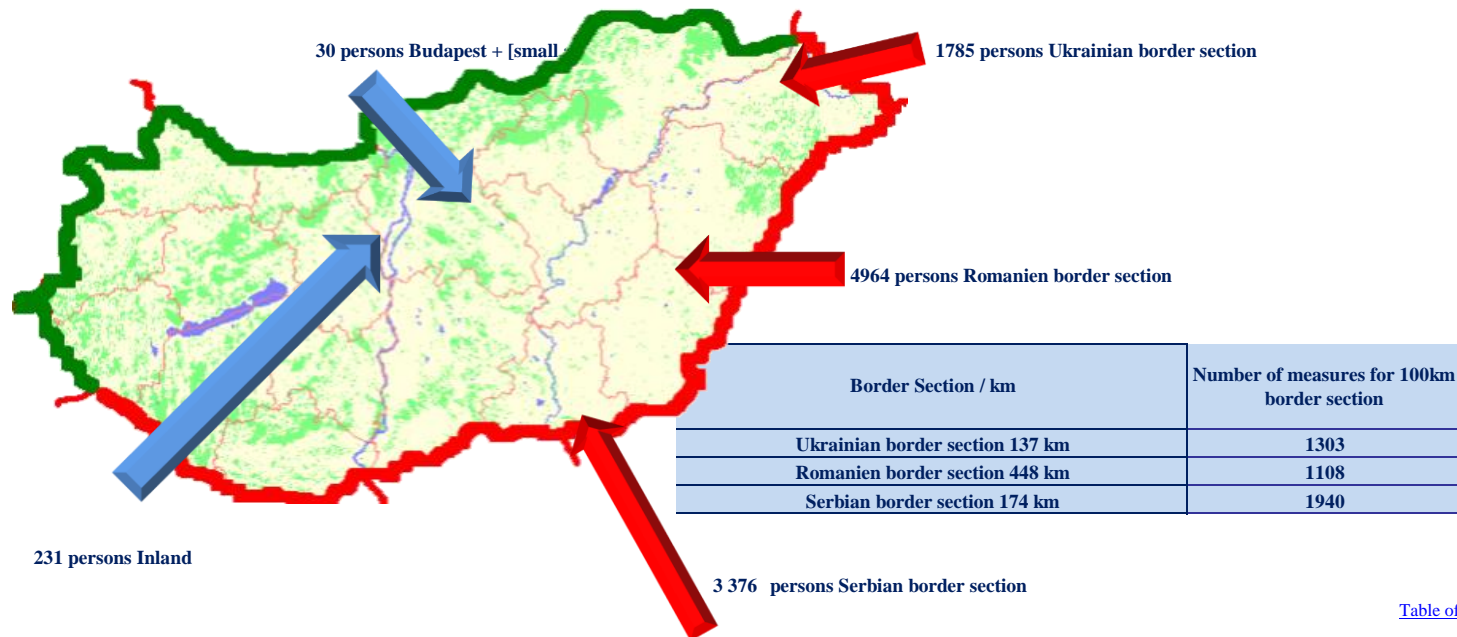 30 persons Budapest + [small
1785 persons Ukrainian border section
4964 persons Romanien border section
Border Section / km
Number of measures for 100km
border section
Ukrainian border section 137 km
1303
Romanien border section 448 km
1108
Serbian border section 174 km
1940
231 persons Inland
3 376 persons Serbian border section
Table of